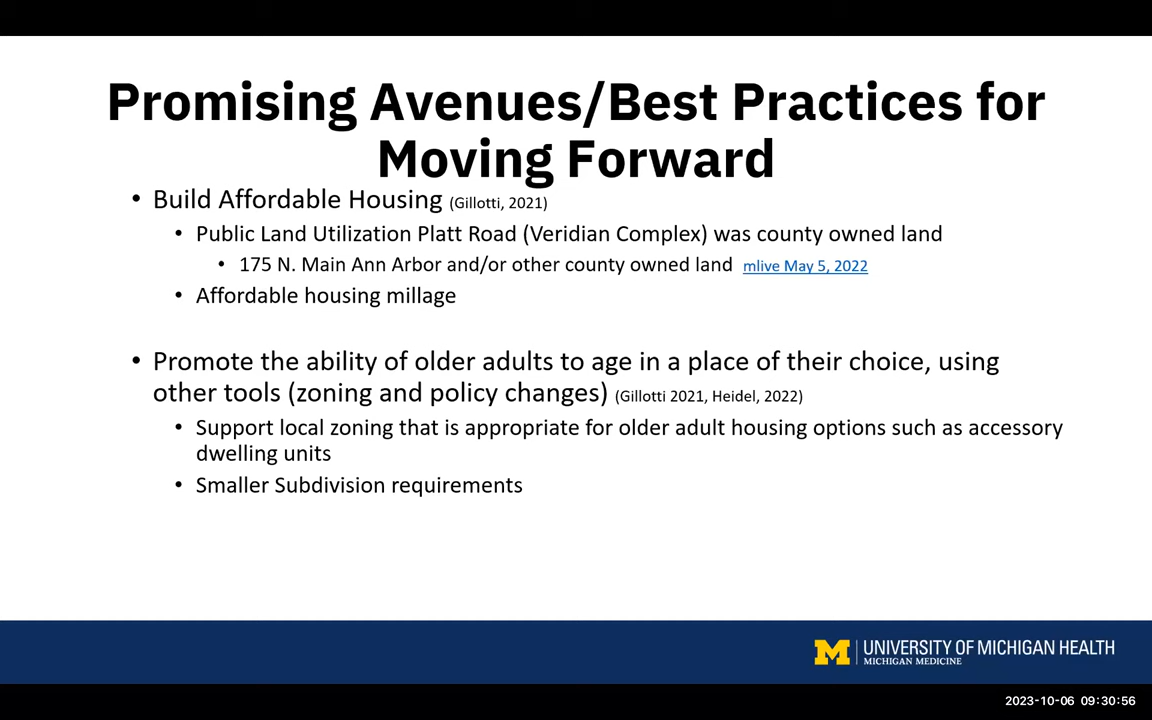 Promising Avenues/Best Practices for
Moving Forward
• Build Affordable Housing (Gillotti, 2021)
• Public Land Utilization Platt Road (Veridian Complex) was county owned land
• 175 N. Main Ann Arbor and/or other county owned land mlive May 5, 2022
• Affordable housing millage
• Promote the ability of older adults to age in a place of their choice, using
other tools (zoning and policy changes) (Gillotti 2021, Heidel, 2022)
• Support local zoning that is appropriate for older adult housing options such as accessory
dwelling units
• Smaller Subdivision requirements
M UNIVERSITY OF MICHIGAN HEALTH
MICHIGAN MEDICINE
2023-10-06 09:30:56